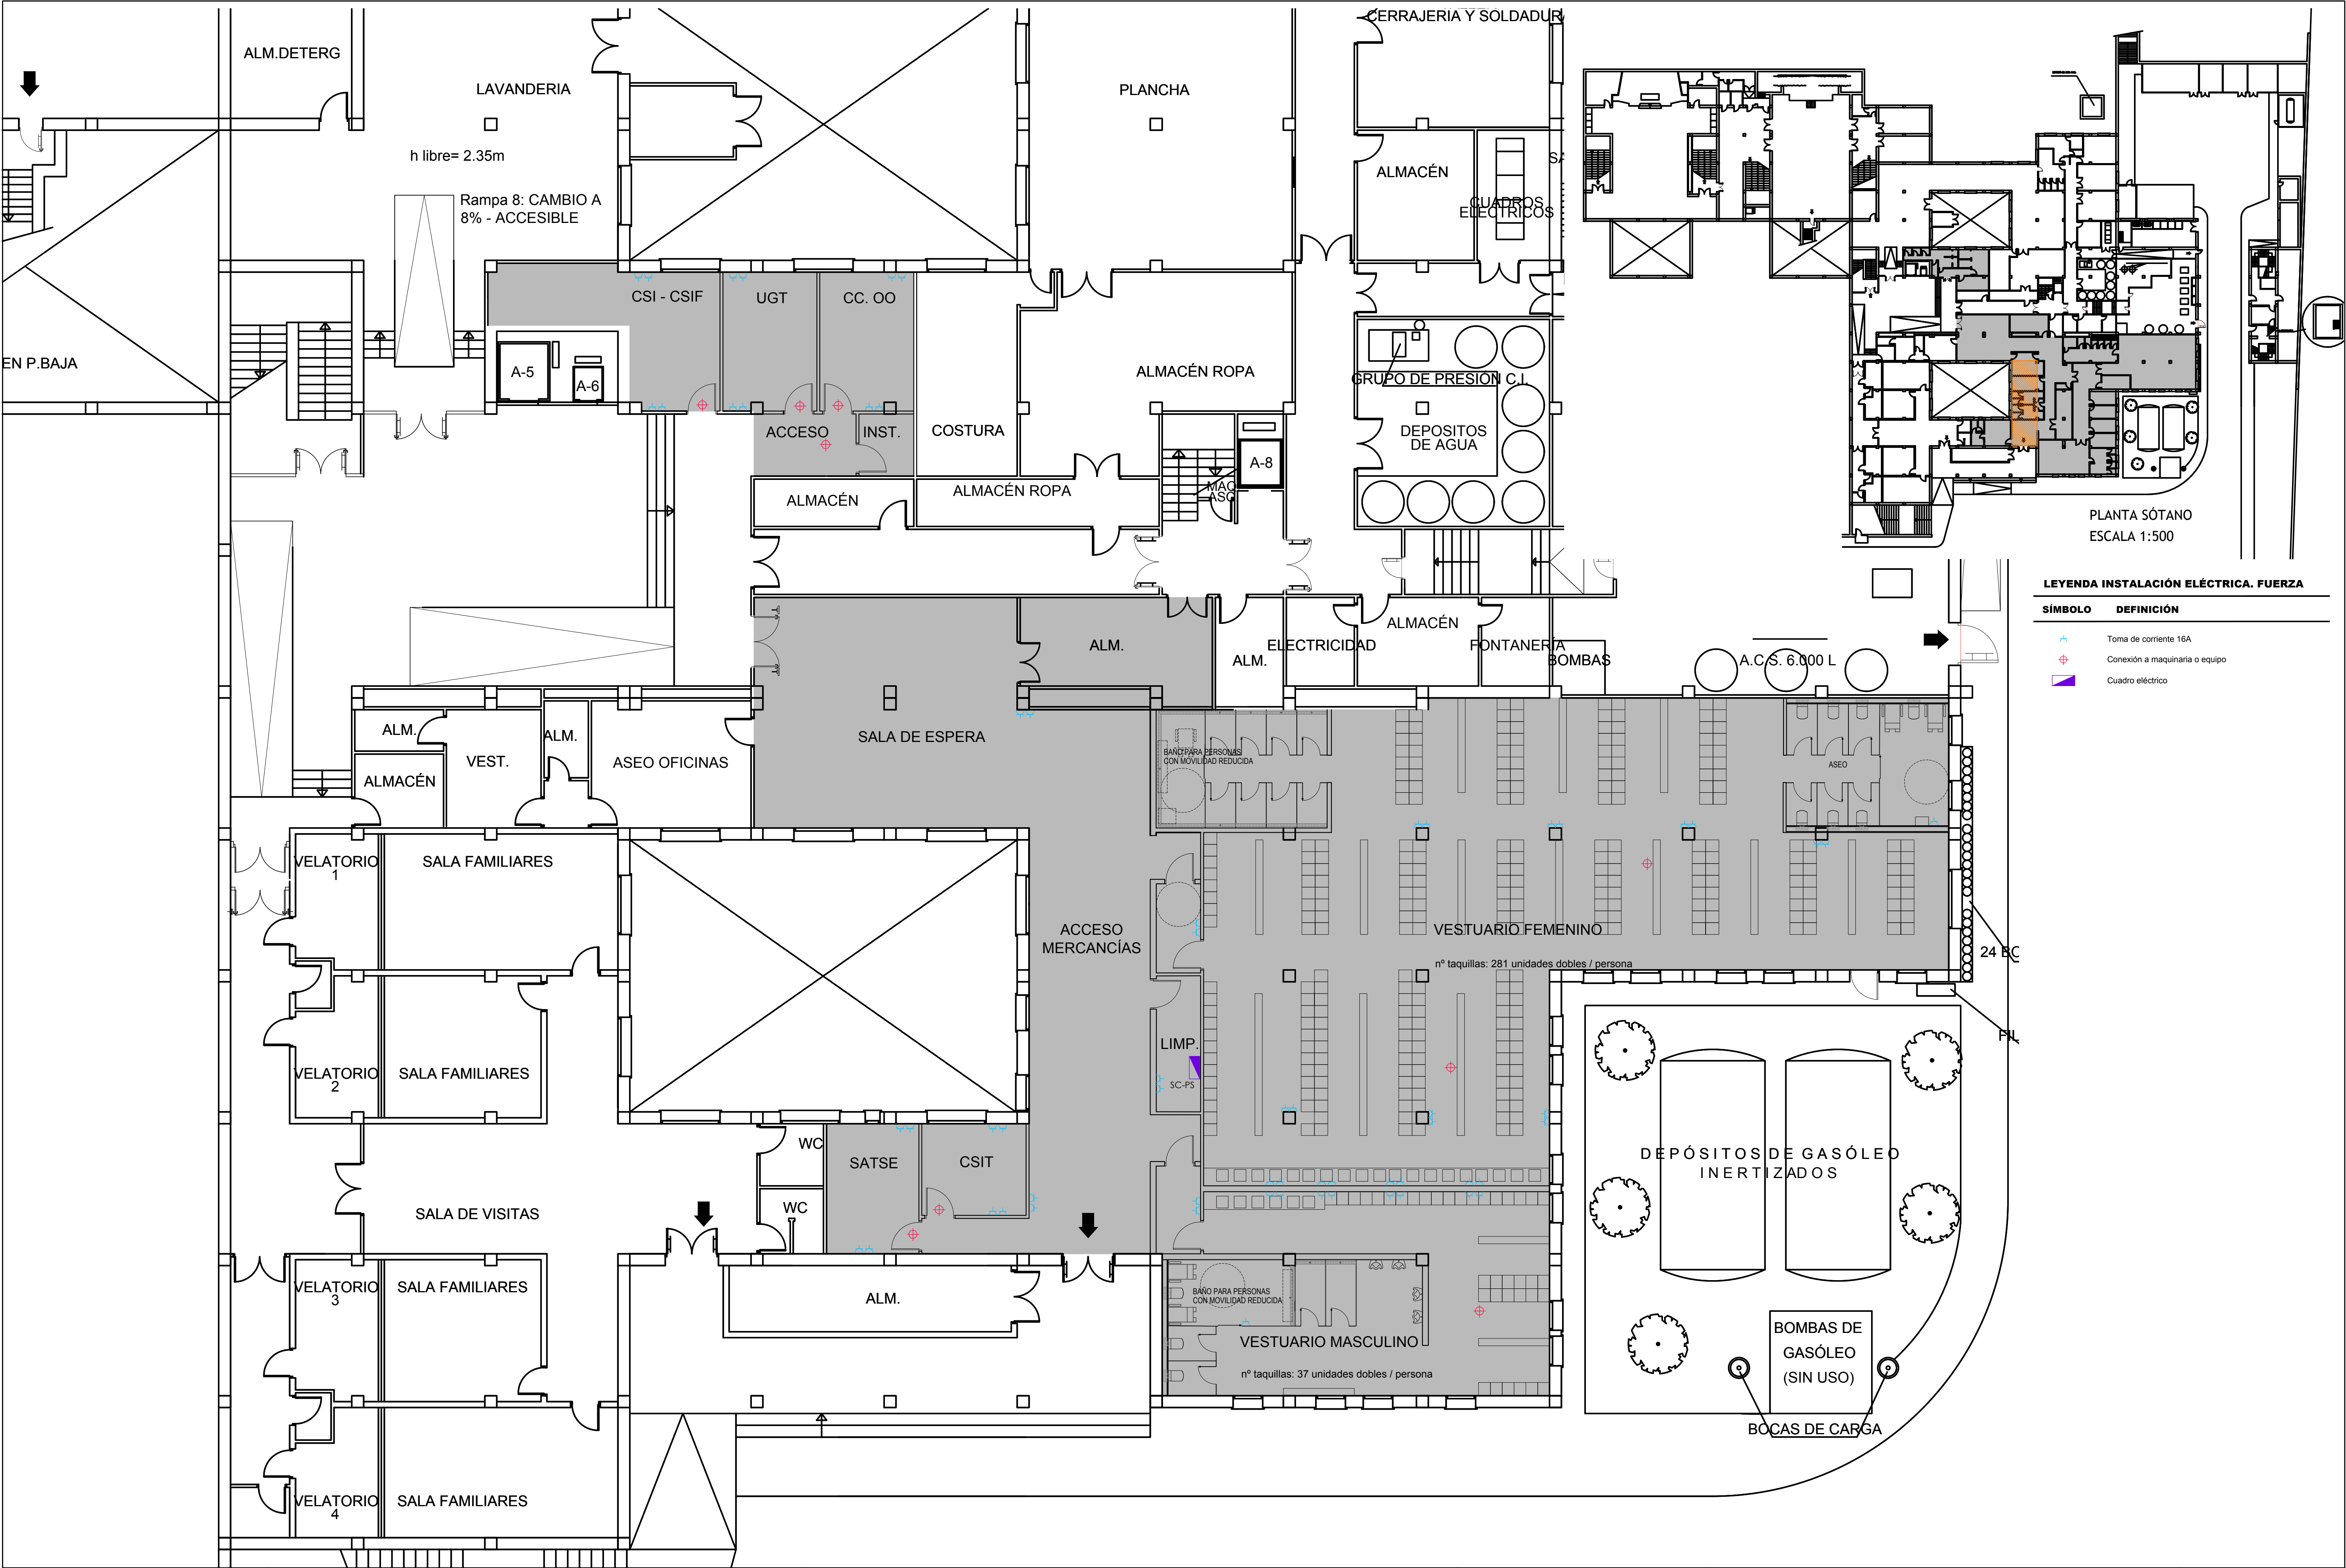 ALM.DETERG
LAVANDERIA
PLANCHA
CERRAJERIA Y SOLDADUR
h libre= 2.35m
Rampa 8: CAMBIO A
8% - ACCESIBLE
ALMACÉN
CUADROS
ELECTRICOS
SA
EN P.BAJA
CSI - CSIF
UGT
CC. OO
A-5
A-6
ACCESO
INST.
COSTURA
ALMACÉN ROPA
GRUPO DE PRESION C.I.
DEPOSITOS
DE AGUA
A-8
MAQ
ASC
ALMACÉN
ALMACÉN ROPA
PLANTA SÓTANO
ESCALA 1:500
LEYENDA INSTALACIÓN ELÉCTRICA. FUERZA
SÍMBOLO DEFINICIÓN
Toma de corriente 16A
Conexión a maquinaria o equipo
Cuadro eléctrico
ALM.
ALM.
ELECTRICIDAD
ALMACÉN
FONTANERÍA
BOMBAS
A.C.S. 6.000 L
ALM.
VEST.
ALM.
ALMACÉN
ASEO OFICINAS
SALA DE ESPERA
BAÑO PARA PERSONAS
CON MOVILIDAD REDUCIDA
ASEO
VELATORIO
1
SALA FAMILIARES
ACCESO
MERCANCÍAS
VESTUARIO FEMENINO
nº taquillas: 281 unidades dobles / persona
24 BO
FIL
VELATORIO
2
SALA FAMILIARES
LIMP.
SC-PS
WC
SATSE
CSIT
WC
SALA DE VISITAS
DEPÓSITOS DE GASÓLEO
INERTIZADOS
VELATORIO
3
SALA FAMILIARES
ALM.
BAÑO PARA PERSONAS
CON MOVILIDAD REDUCIDA
VESTUARIO MASCULINO
nº taquillas: 37 unidades dobles / persona
BOMBAS DE
GASÓLEO
(SIN USO)
BOCAS DE CARGA
VELATORIO
4
SALA FAMILIARES